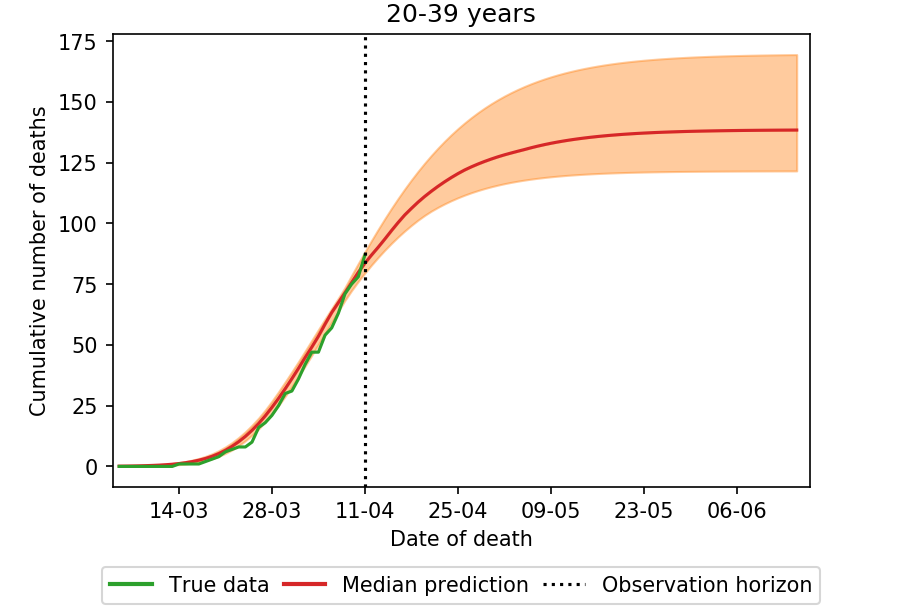 20-39 years
175
150
125
100
75
50
25
0
Cumulative number of deaths
14-03 28-03 11-04 25-04 09-05 23-05 06-06
Date of death
True data Median prediction Observation horizon